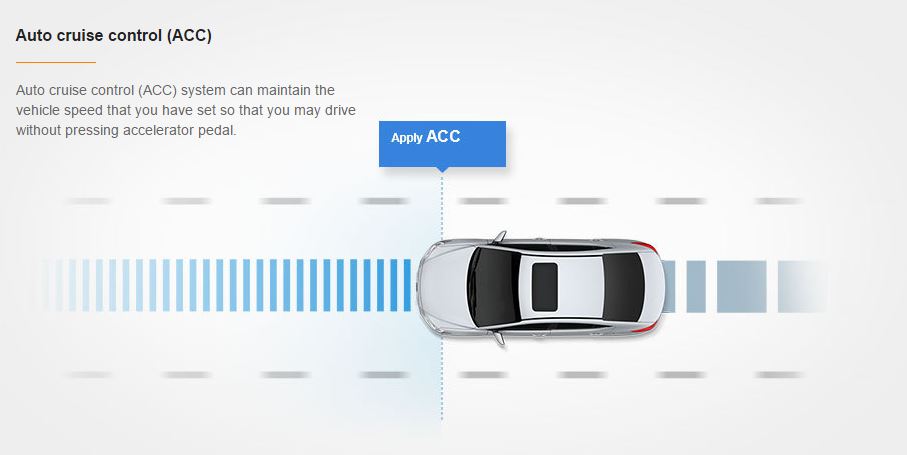 Auto cruise control (ACC)
Auto cruise control (ACC) system can maintain the
vehicle speed that you have set so that you may drive
without pressing accelerator pedal.
Apply ACC